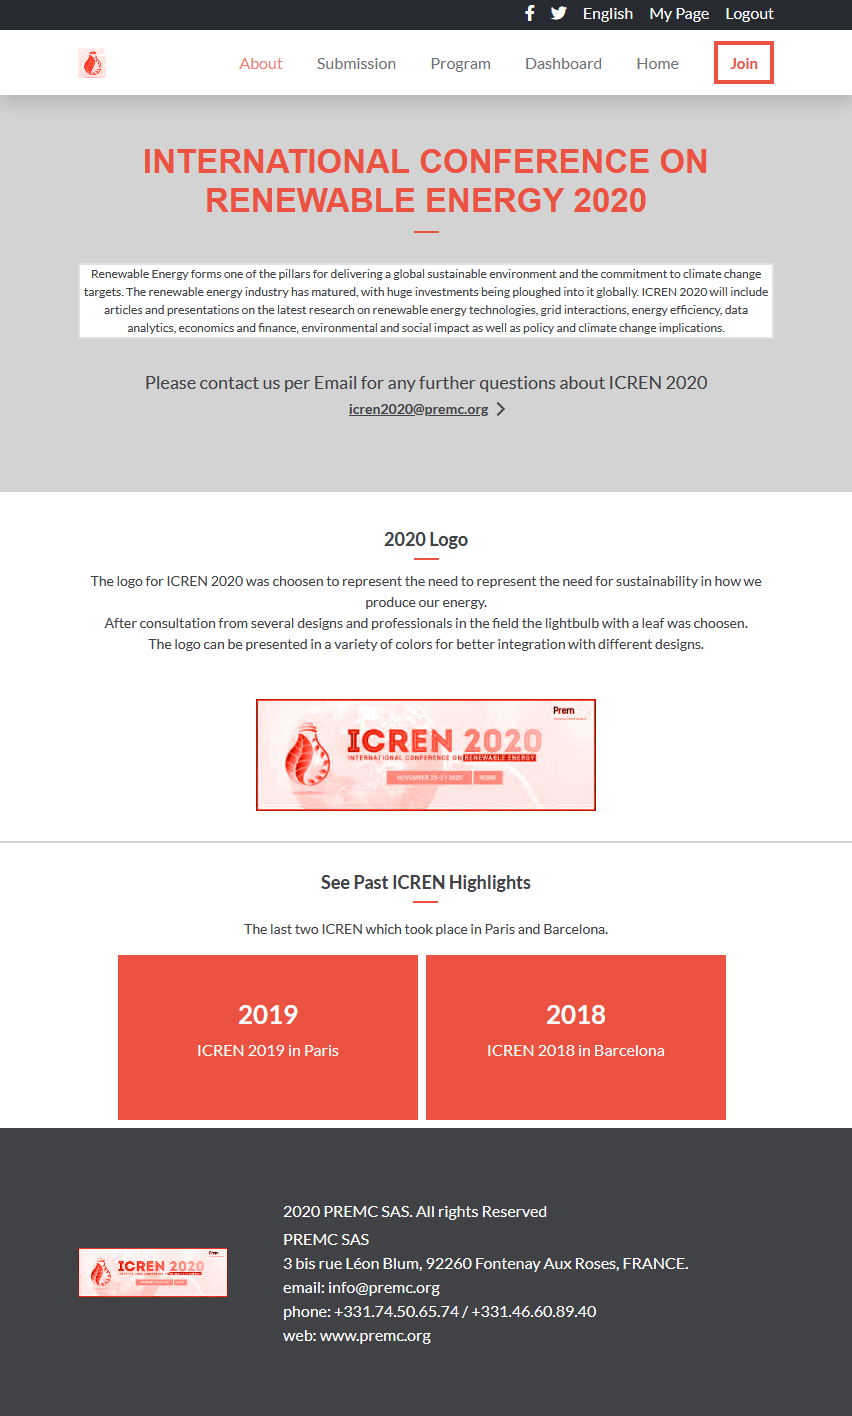 English My Page Logout
About Submission Program Dashboard Home Join
INTERNATIONAL CONFERENCE ON
RENEWABLE ENERGY 2020
Renewable Energy forms one of the pillars for delivering a global sustainable environment and the commitment to climate change
targets. The renewable energy industry has matured, with huge investments being ploughed into it globally. ICREN 2020 will include
articles and presentations on the latest research on renewable energy technologies, grid interactions, energy efficiency, data
analytics, economics and finance, environmental and social impact as well as policy and climate change implications.
Please contact us per Email for any further questions about ICREN 2020
icren2020@premc.org
2020 Logo
The logo for ICREN 2020 was choosen to represent the need to represent the need for sustainability in how we
produce our energy.
After consultation from several designs and professionals in the field the lightbulb with a leaf was choosen.
The logo can be presented in a variety of colors for better integration with different designs.
Prem
ICREN 2020
INTERNATIONAL CONFERENCE ON RENEWABLE ENERGY
NOVEMBER 25-27 2020 ROME
See Past ICREN Highlights
The last two ICREN which took place in Paris and Barcelona.
2019
ICREN 2019 in Paris
2018
ICREN 2018 in Barcelona
Prem
ICREN 2020
2020 PREMC SAS. All rights Reserved
PREMC SAS
3 bis rue Léon Blum, 92260 Fontenay Aux Roses, FRANCE.
email: info@premc.org
phone: +331.74.50.65.74 / +331.46.60.89.40
web: www.premc.org